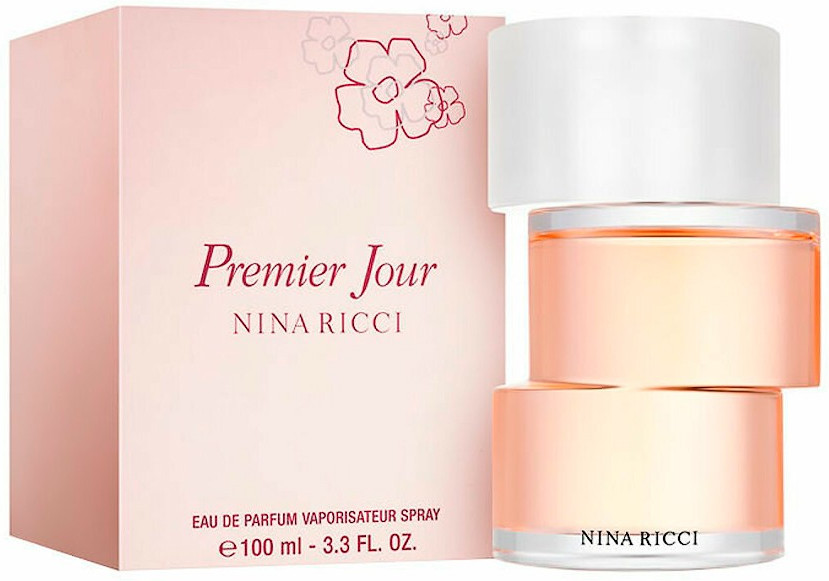 Premier Jour
NINA RICCI
EAU DE PARFUM VAPORISATEUR SPRAY
℮100 ml - 3.3 FL. OZ.
NINA RICCI